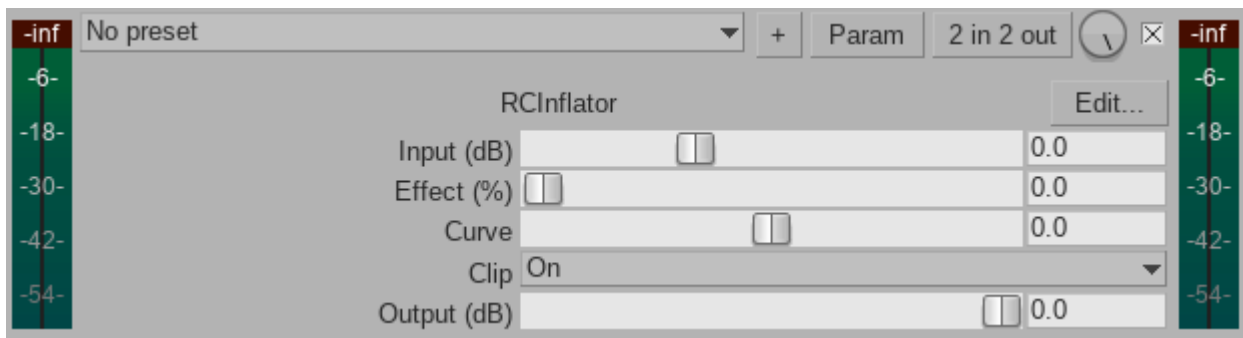 -inf No preset + Param 2 in 2 out -inf
-6- -6-
RCInflator Edit...
-18- -18-
Input (dB) 0.0
-30- Effect (%) 0.0 -30-
-42- Curve 0.0 -42-
Clip On
-54- -54-
Output (dB) 0.0